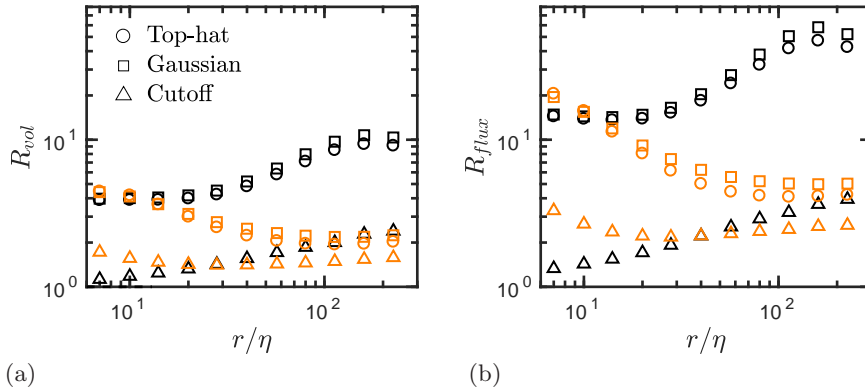 10^1
R_{vol}
10^0
○ Top-hat
□ Gaussian
△ Cutoff
10^1
10^2
r/η
(a)
10^1
R_{flux}
10^0
10^1
10^2
r/η
(b)